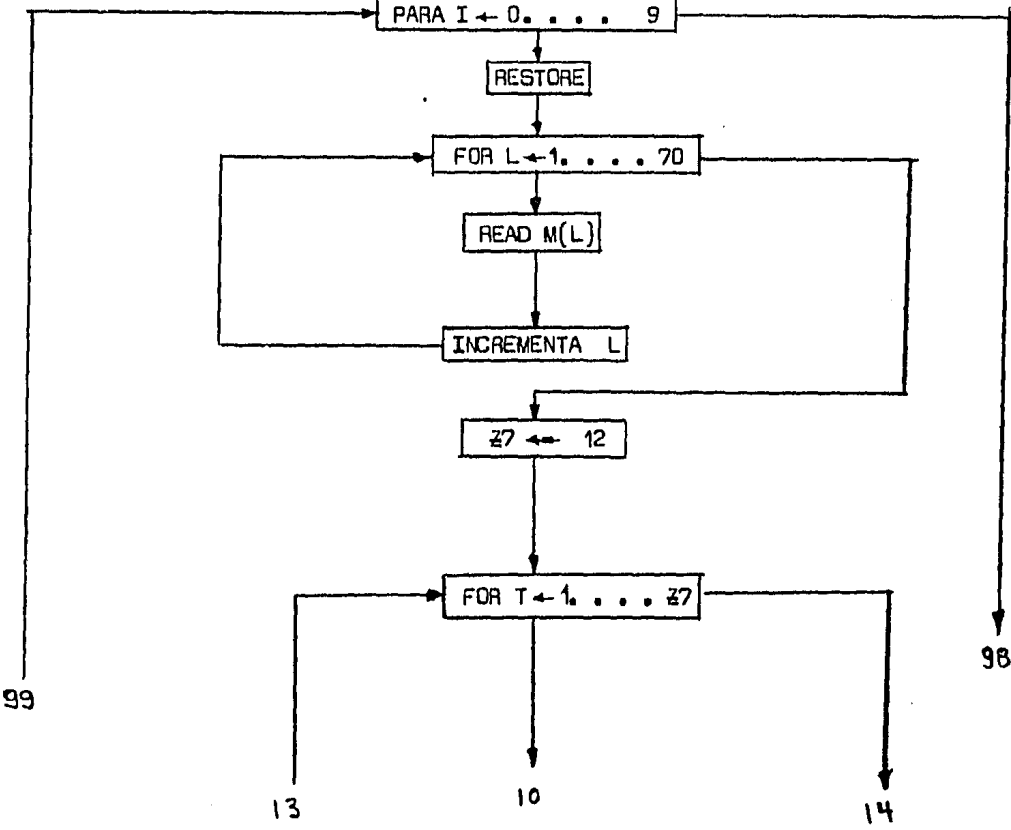 PARA I ← 0. . . . 9
RESTORE
FOR L ← 1. . . . 70
READ M(L)
INCREMENTA L
Z7 ← 12
FOR T ← 1. . . . Z7
98
99
13
10
14